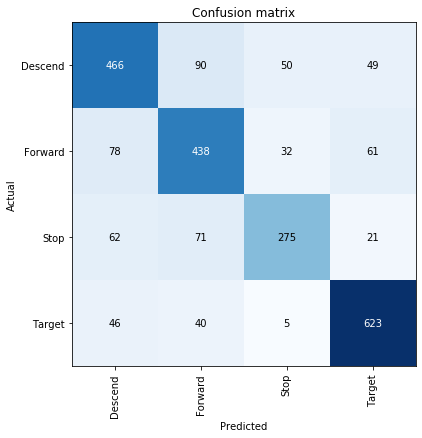 Confusion matrix
Descend 466 90 50 49
Forward 78 438 32 61
Stop 62 71 275 21
Target 46 40 5 623
Actual
Descend Forward Stop Target
Predicted